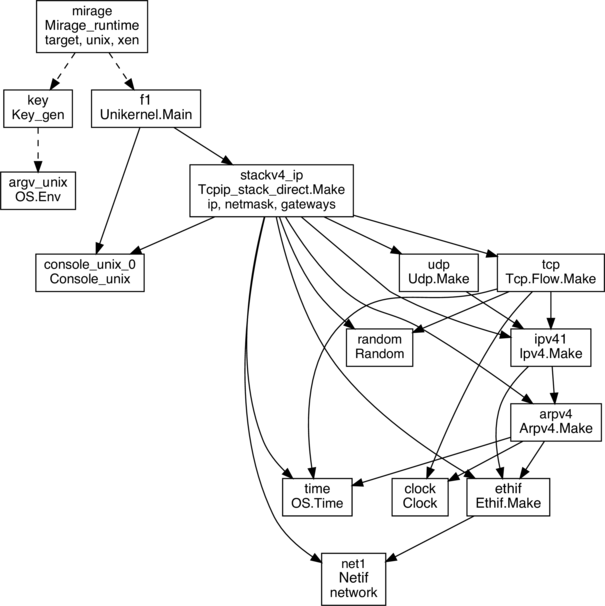 mirage
Mirage_runtime
target, unix, xen
key
Key_gen
f1
Unikernel.Main
argv_unix
OS.Env
stackv4_ip
Tcpip_stack_direct.Make
ip, netmask, gateways
console_unix_0
Console_unix
udp
Udp.Make
tcp
Tcp.Flow.Make
random
Random
ipv41
Ipv4.Make
arpv4
Arpv4.Make
time
OS.Time
clock
Clock
ethif
Ethif.Make
net1
Netif
network